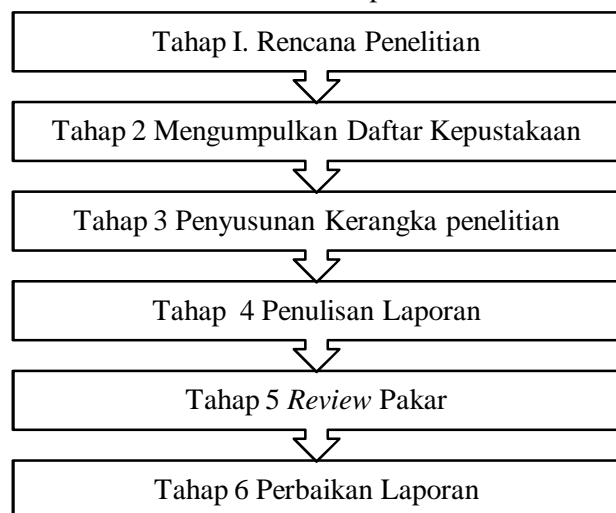 Tahap I. Rencana Penelitian
Tahap 2 Mengumpulkan Daftar Kepustakaan
Tahap 3 Penyusunan Kerangka penelitian
Tahap 4 Penulisan Laporan
Tahap 5 Review Pakar
Tahap 6 Perbaikan Laporan